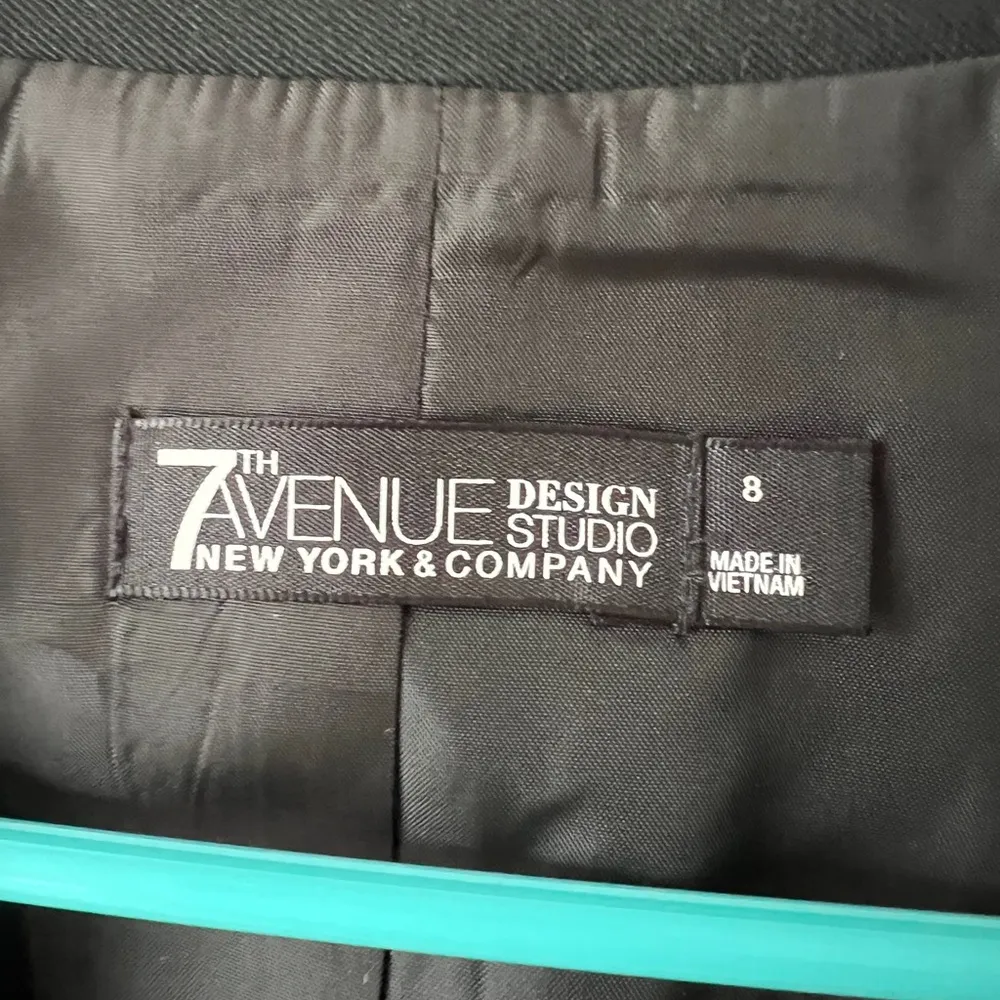 7TH AVENUE DESIGN STUDIO
NEW YORK & COMPANY
8
MADE IN
VIETNAM